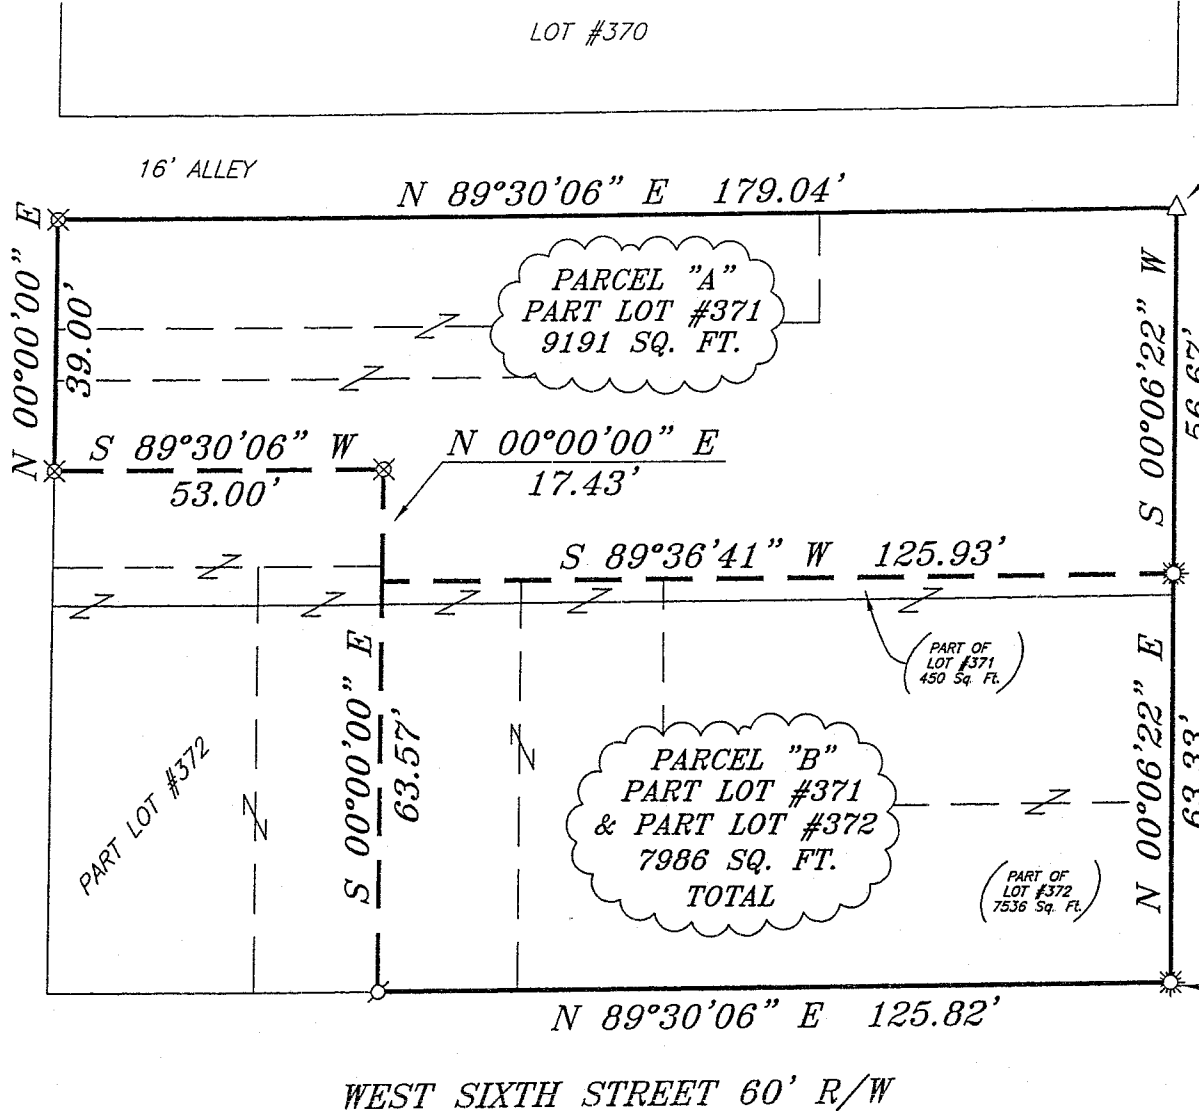 LOT #370
16' ALLEY
N 89°30'06" E 179.04'
N 00°00'00" E
39.00'
PARCEL "A"
PART LOT #371
9191 SQ. FT.
S 00°06'22" W
56.67'
S 89°30'06" W
53.00'
N 00°00'00" E
17.43'
S 89°36'41" W 125.93'
PART OF
LOT #371
450 Sq. Ft.
S 00°00'00" E
63.57'
PART LOT #372
PARCEL "B"
PART LOT #371
& PART LOT #372
7986 SQ. FT.
TOTAL
N 00°06'22" E
63.33'
PART OF
LOT #372
7536 Sq. Ft.
N 89°30'06" E 125.82'
WEST SIXTH STREET 60' R/W